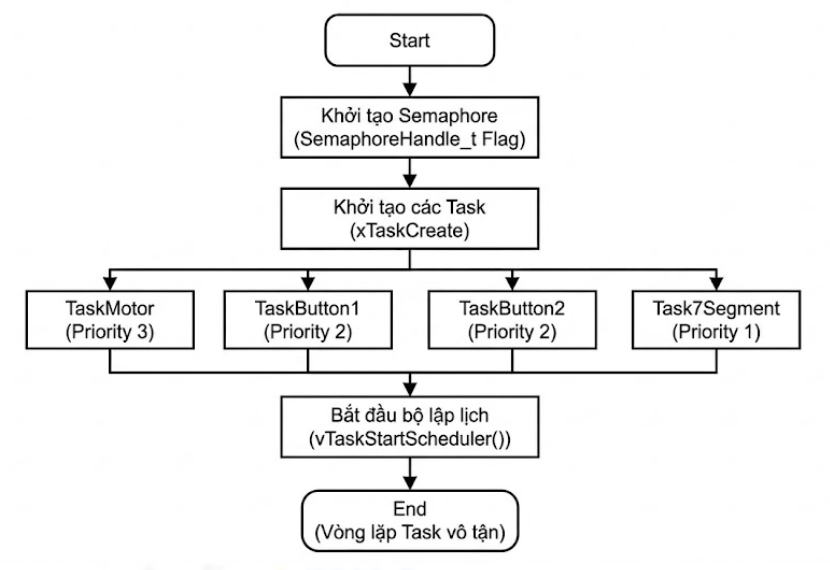 Start
Khởi tạo Semaphore
(SemaphoreHandle_t Flag)
Khởi tạo các Task
(xTaskCreate)
TaskMotor
(Priority 3)
TaskButton1
(Priority 2)
TaskButton2
(Priority 2)
Task7Segment
(Priority 1)
Bắt đầu bộ lập lịch
(vTaskStartScheduler())
End
(Vòng lặp Task vô tận)